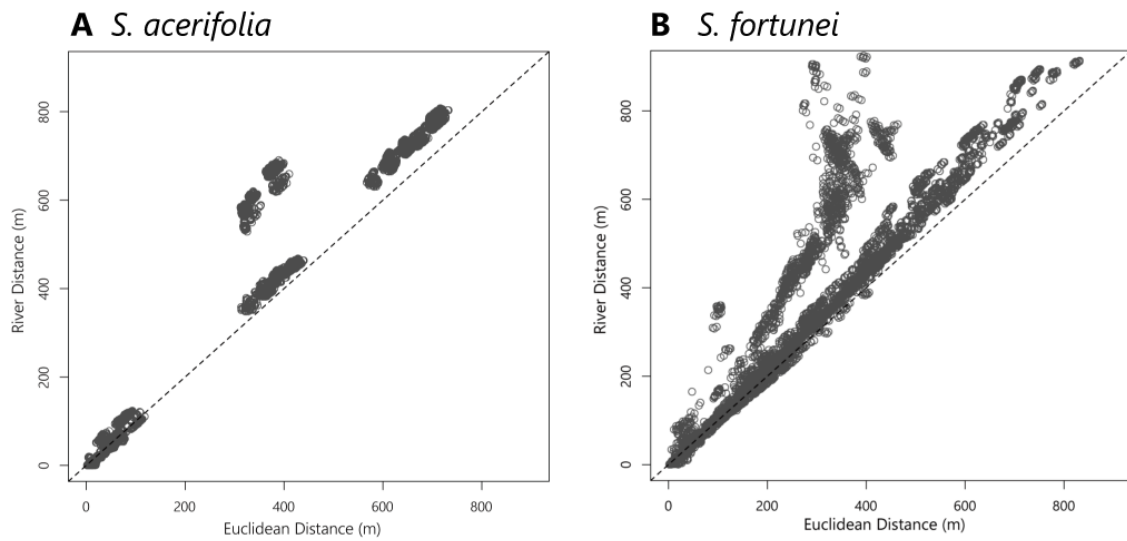 A S. acerifolia
800
600
400
200
0
River Distance (m)
0 200 400 600 800
Euclidean Distance (m)
B S. fortunei
800
600
400
200
0
River Distance (m)
0 200 400 600 800
Euclidean Distance (m)